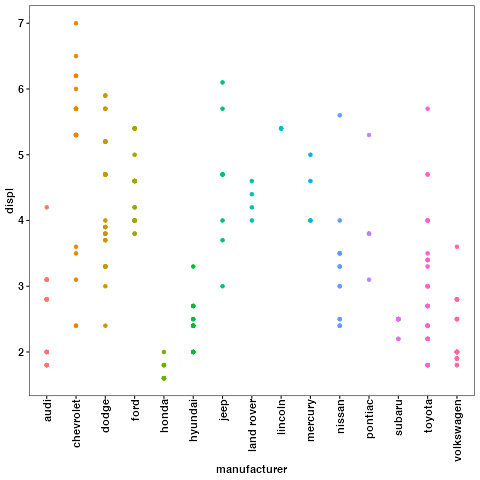 7
6
5
4
3
2
displ
audi
chevrolet
dodge
ford
honda
hyundai
jeep
land rover
lincoln
mercury
nissan
pontiac
subaru
toyota
volkswagen
manufacturer